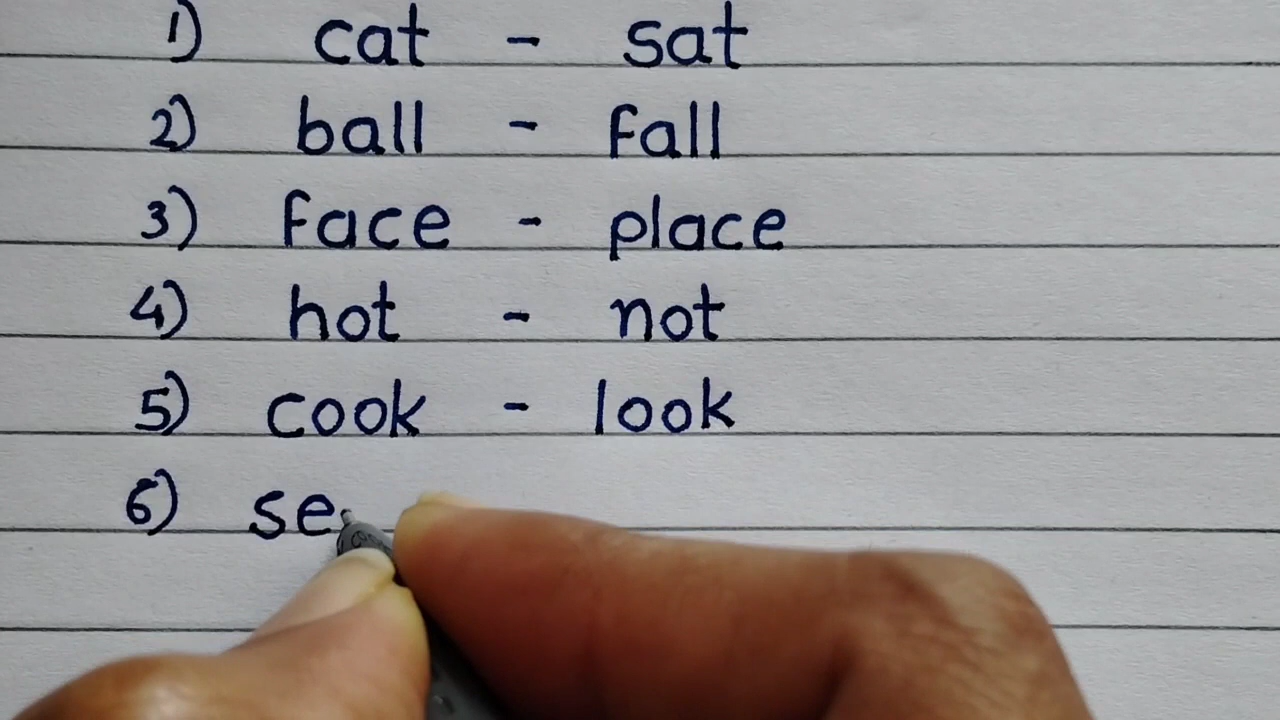 1) cat - sat
2) ball - fall
3) face - place
4) hot - not
5) cook - look
6) se